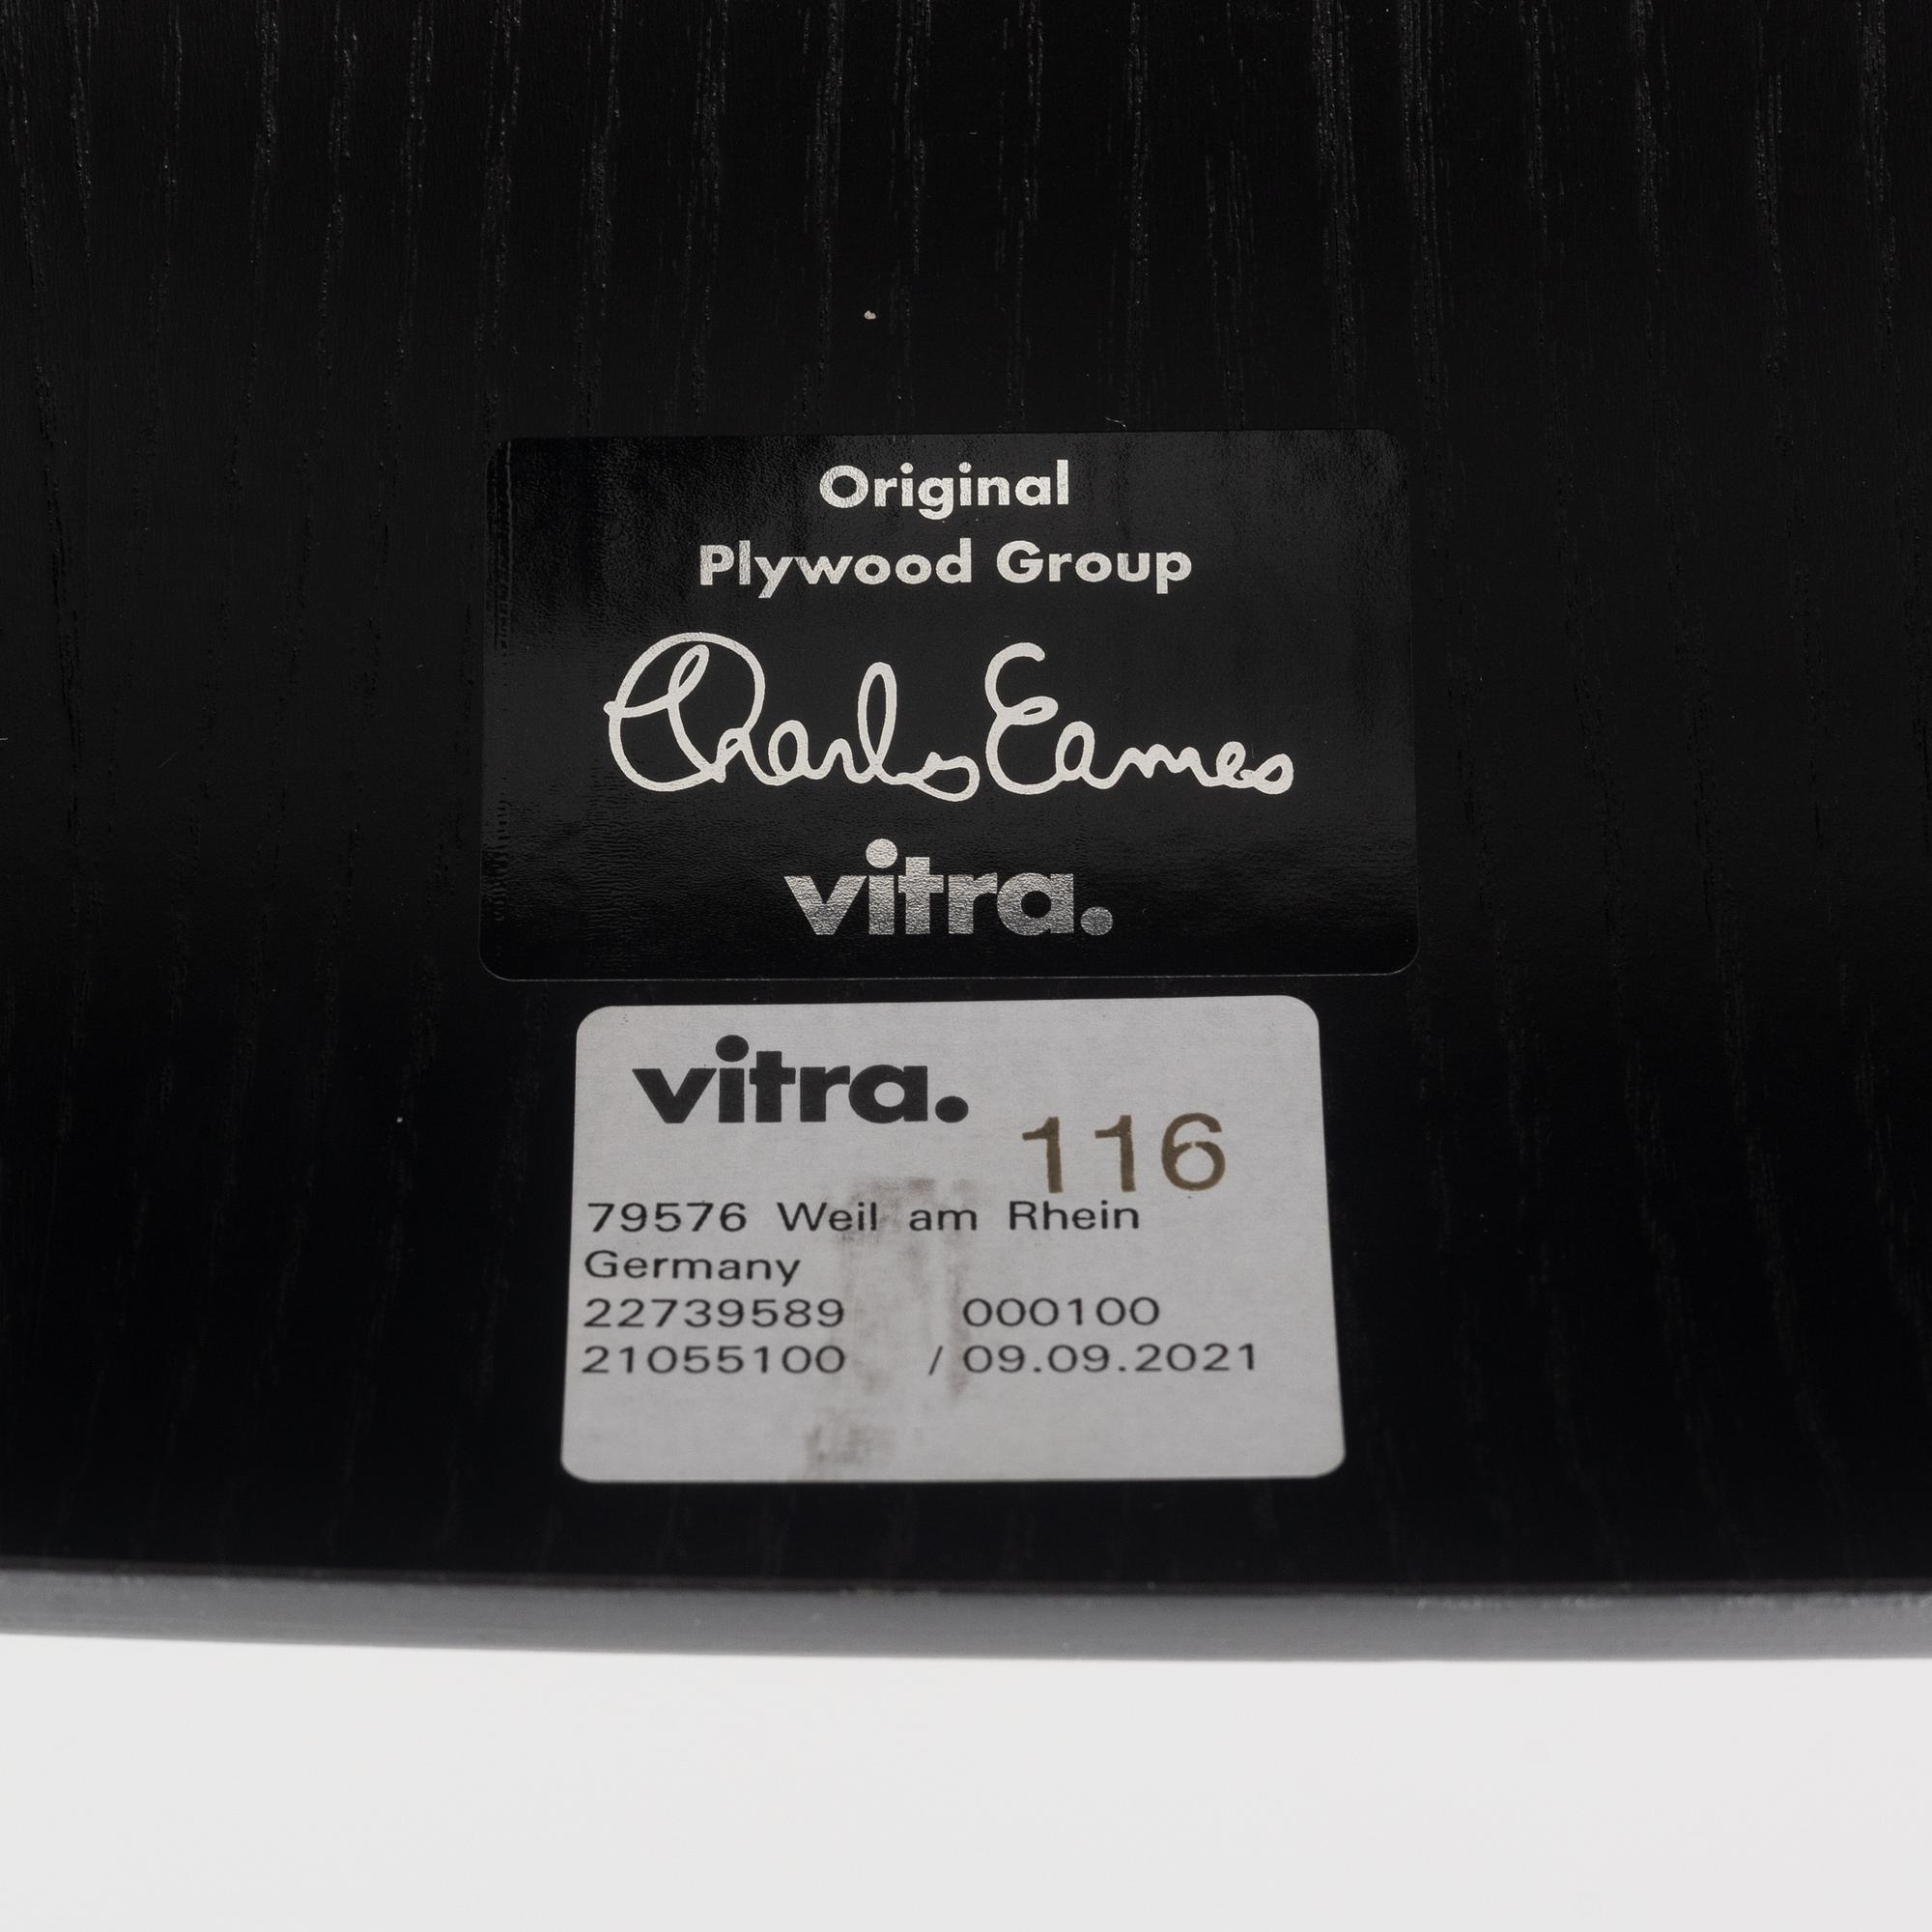 Original
Plywood Group
Charles Eames
vitra.
vitra.
116
79576 Weil am Rhein
Germany
22739589 000100
21055100 / 09.09.2021